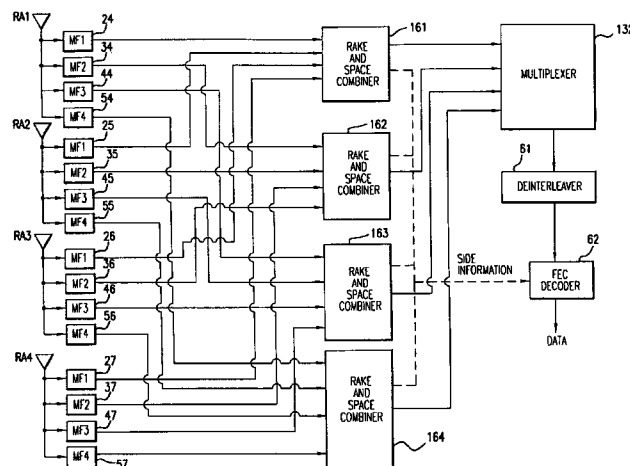 RA1
24
MF1
34
MF2
44
MF3
54
MF4
RA2
25
MF1
35
MF2
45
MF3
55
MF4
RA3
26
MF1
36
MF2
46
MF3
56
MF4
RA4
27
MF1
37
MF2
47
MF3
57
MF4
161
RAKE
AND
SPACE
COMBINER
162
RAKE
AND SPACE
COMBINER
163
RAKE
AND
SPACE
COMBINER
RAKE
AND
SPACE
COMBINER
164
132
MULTIPLEXER
61
DEINTERLEAVER
62
SIDE
INFORMATION
FEC
DECODER
DATA